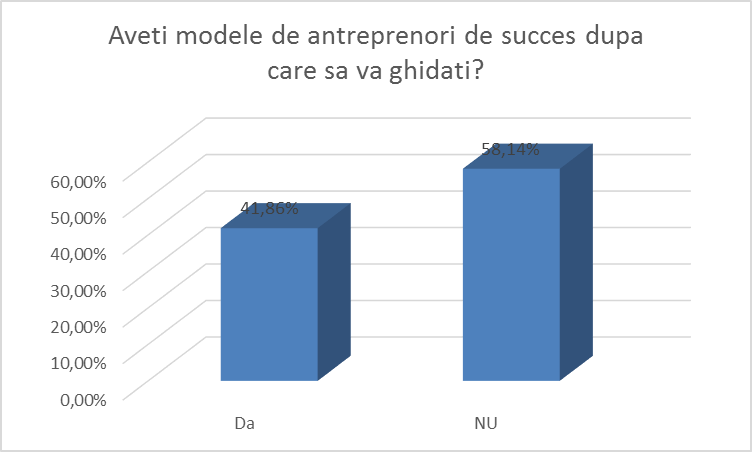 Aveti modele de antreprenori de succes dupa
care sa va ghidati?
60,00%
50,00%
40,00%
30,00%
20,00%
10,00%
0,00%
41,86%
58,14%
Da
NU